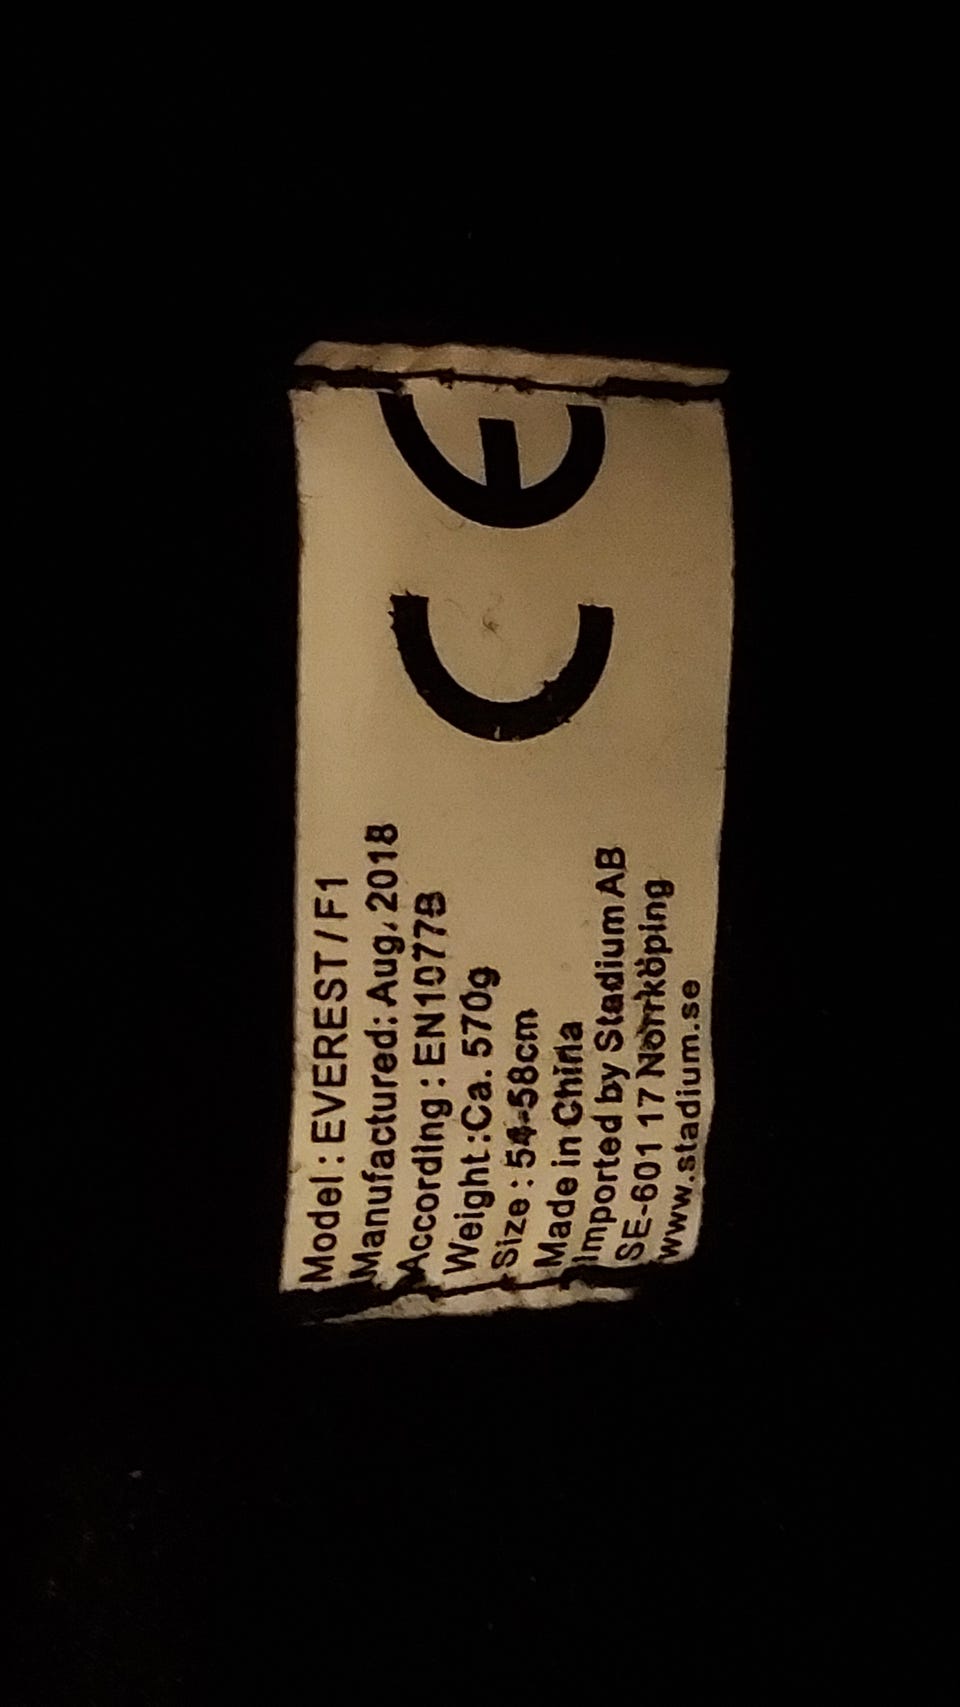 Model : EVEREST / F1
Manufactured: Aug, 2018
According : EN1077B
Weight :Ca. 570g
Size : 54-58cm
Made in China
Imported by Stadium AB
SE-601 17 Norrköping
www.stadium.se
CE